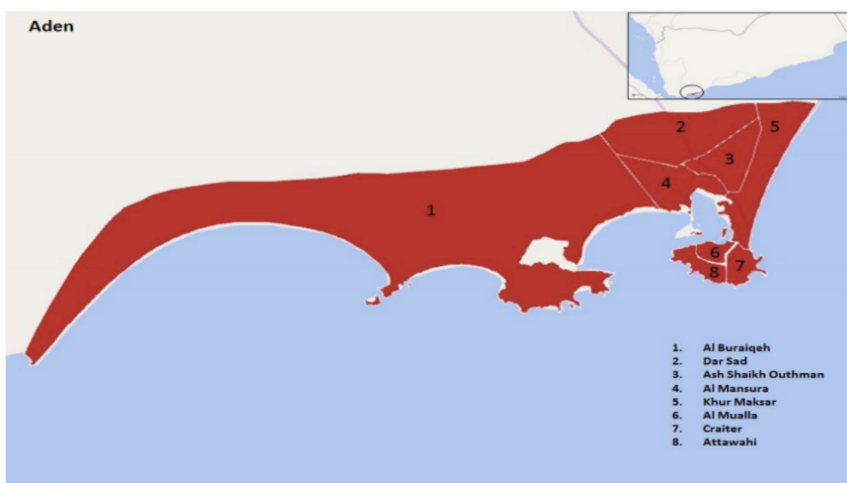 Aden
2
5
3
4
1
6
7
8
1. Al Buraiqeh
2. Dar Sad
3. Ash Shaikh Outhman
4. Al Mansura
5. Khur Maksar
6. Al Mualla
7. Craiter
8. Attawahi